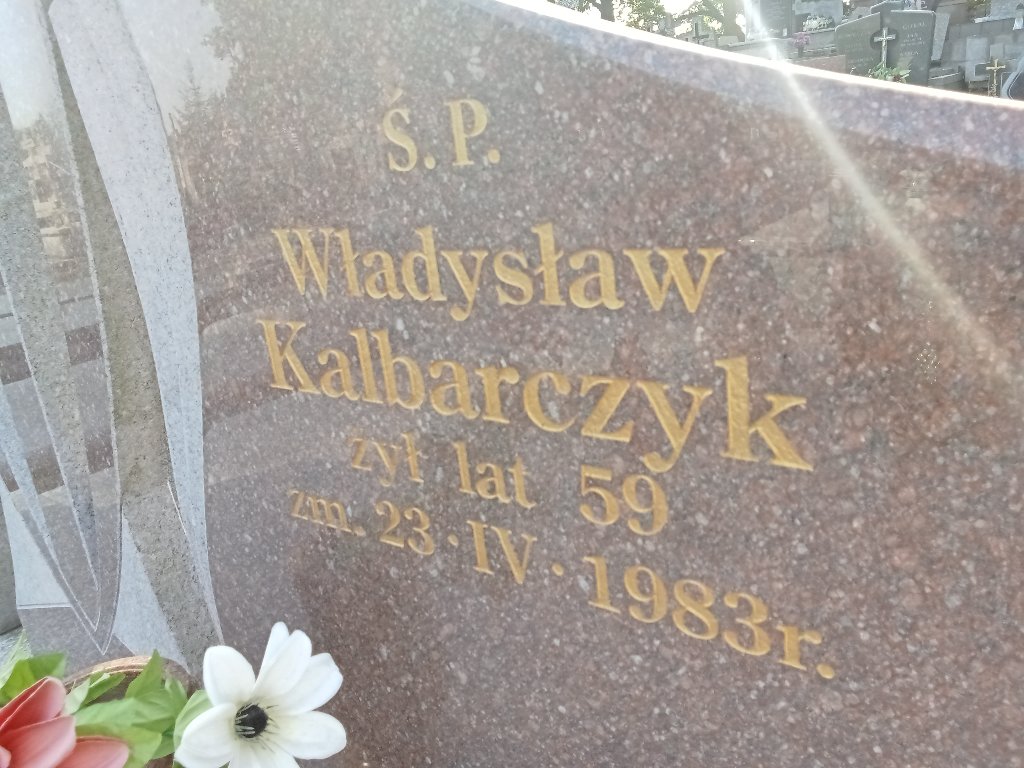 Ś. P.
Władysław
Kalbarczyk
żył lat 59
zm. 23·IV·1983r.